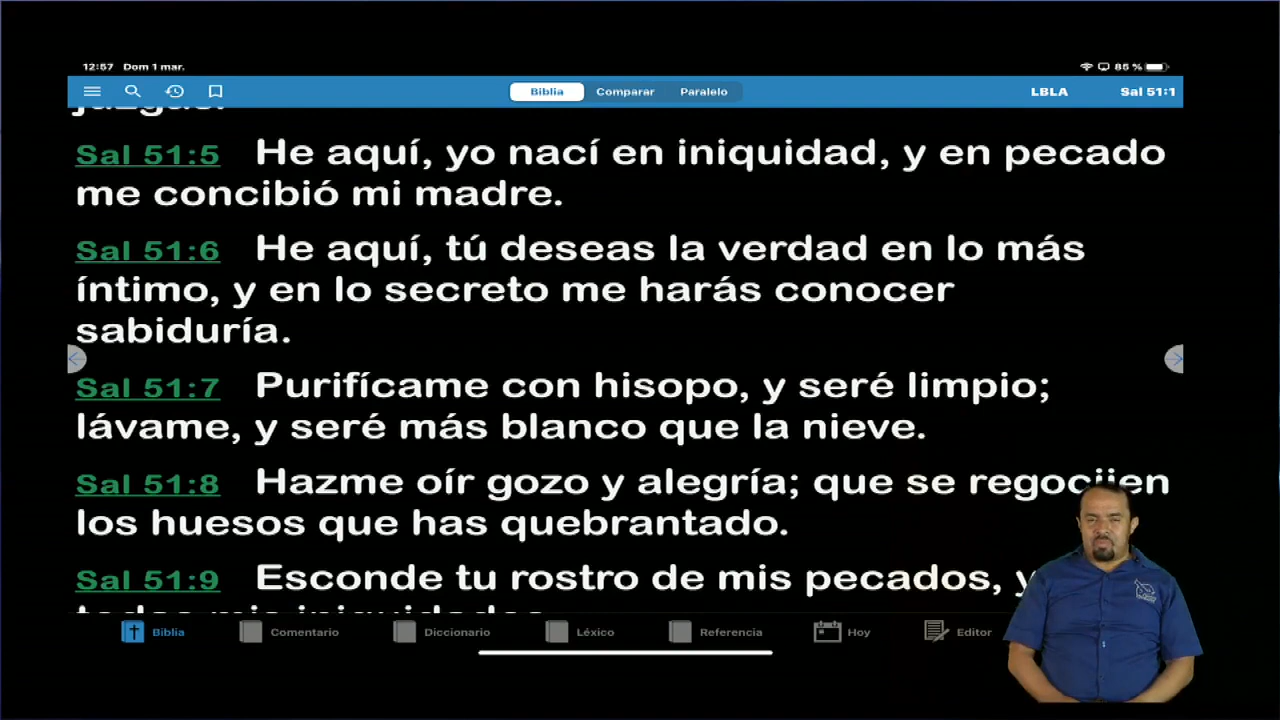 12:57 Dom 1 mar.
85 %
Biblia Comparar Paralelo LBLA Sal 51:1
Sal 51:5 He aquí, yo nací en iniquidad, y en pecado
me concibió mi madre.
Sal 51:6 He aquí, tú deseas la verdad en lo más
íntimo, y en lo secreto me harás conocer
sabiduría.
Sal 51:7 Purifícame con hisopo, y seré limpio;
lávame, y seré más blanco que la nieve.
Sal 51:8 Hazme oír gozo y alegría; que se regocijen
los huesos que has quebrantado.
Sal 51:9 Esconde tu rostro de mis pecados, y
Biblia Comentario Diccionario Léxico Referencia Hoy Editor